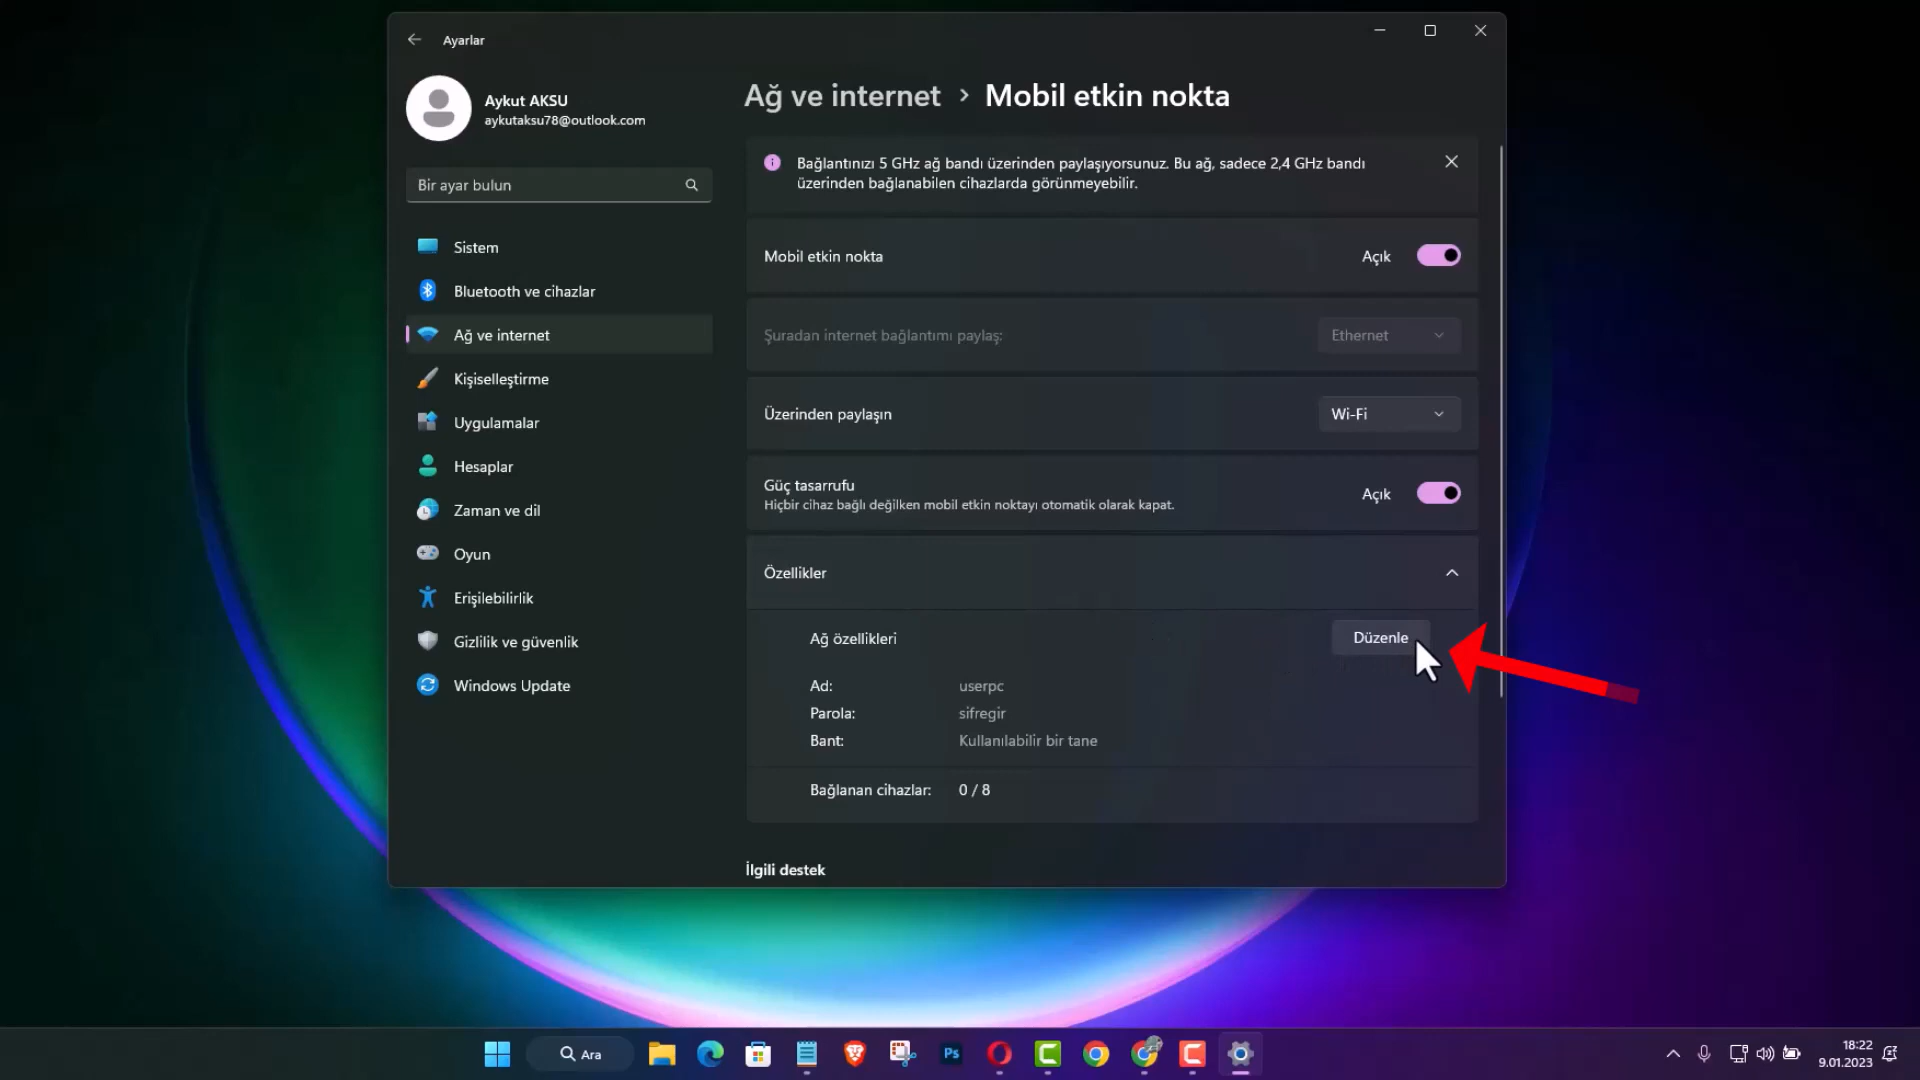 Ayarlar
Aykut AKSU
aykutaksu78@outlook.com
Bir ayar bulun
Sistem
Bluetooth ve cihazlar
Ağ ve internet
Kişiselleştirme
Uygulamalar
Hesaplar
Zaman ve dil
Oyun
Erişilebilirlik
Gizlilik ve güvenlik
Windows Update
Ağ ve internet › Mobil etkin nokta
Bağlantınızı 5 GHz ağ bandı üzerinden paylaşıyorsunuz. Bu ağ, sadece 2,4 GHz bandı
üzerinden bağlanabilen cihazlarda görünmeyebilir.
Mobil etkin nokta Açık
Şuradan internet bağlantımı paylaş: Ethernet
Üzerinden paylaşın Wi-Fi
Güç tasarrufu
Hiçbir cihaz bağlı değilken mobil etkin noktayı otomatik olarak kapat.
Açık
Özellikler
Ağ özellikleri Düzenle
Ad: userpc
Parola: sifregir
Bant: Kullanılabilir bir tane
Bağlanan cihazlar: 0 / 8
İlgili destek
Ara
Ps
18:22
9.01.2023